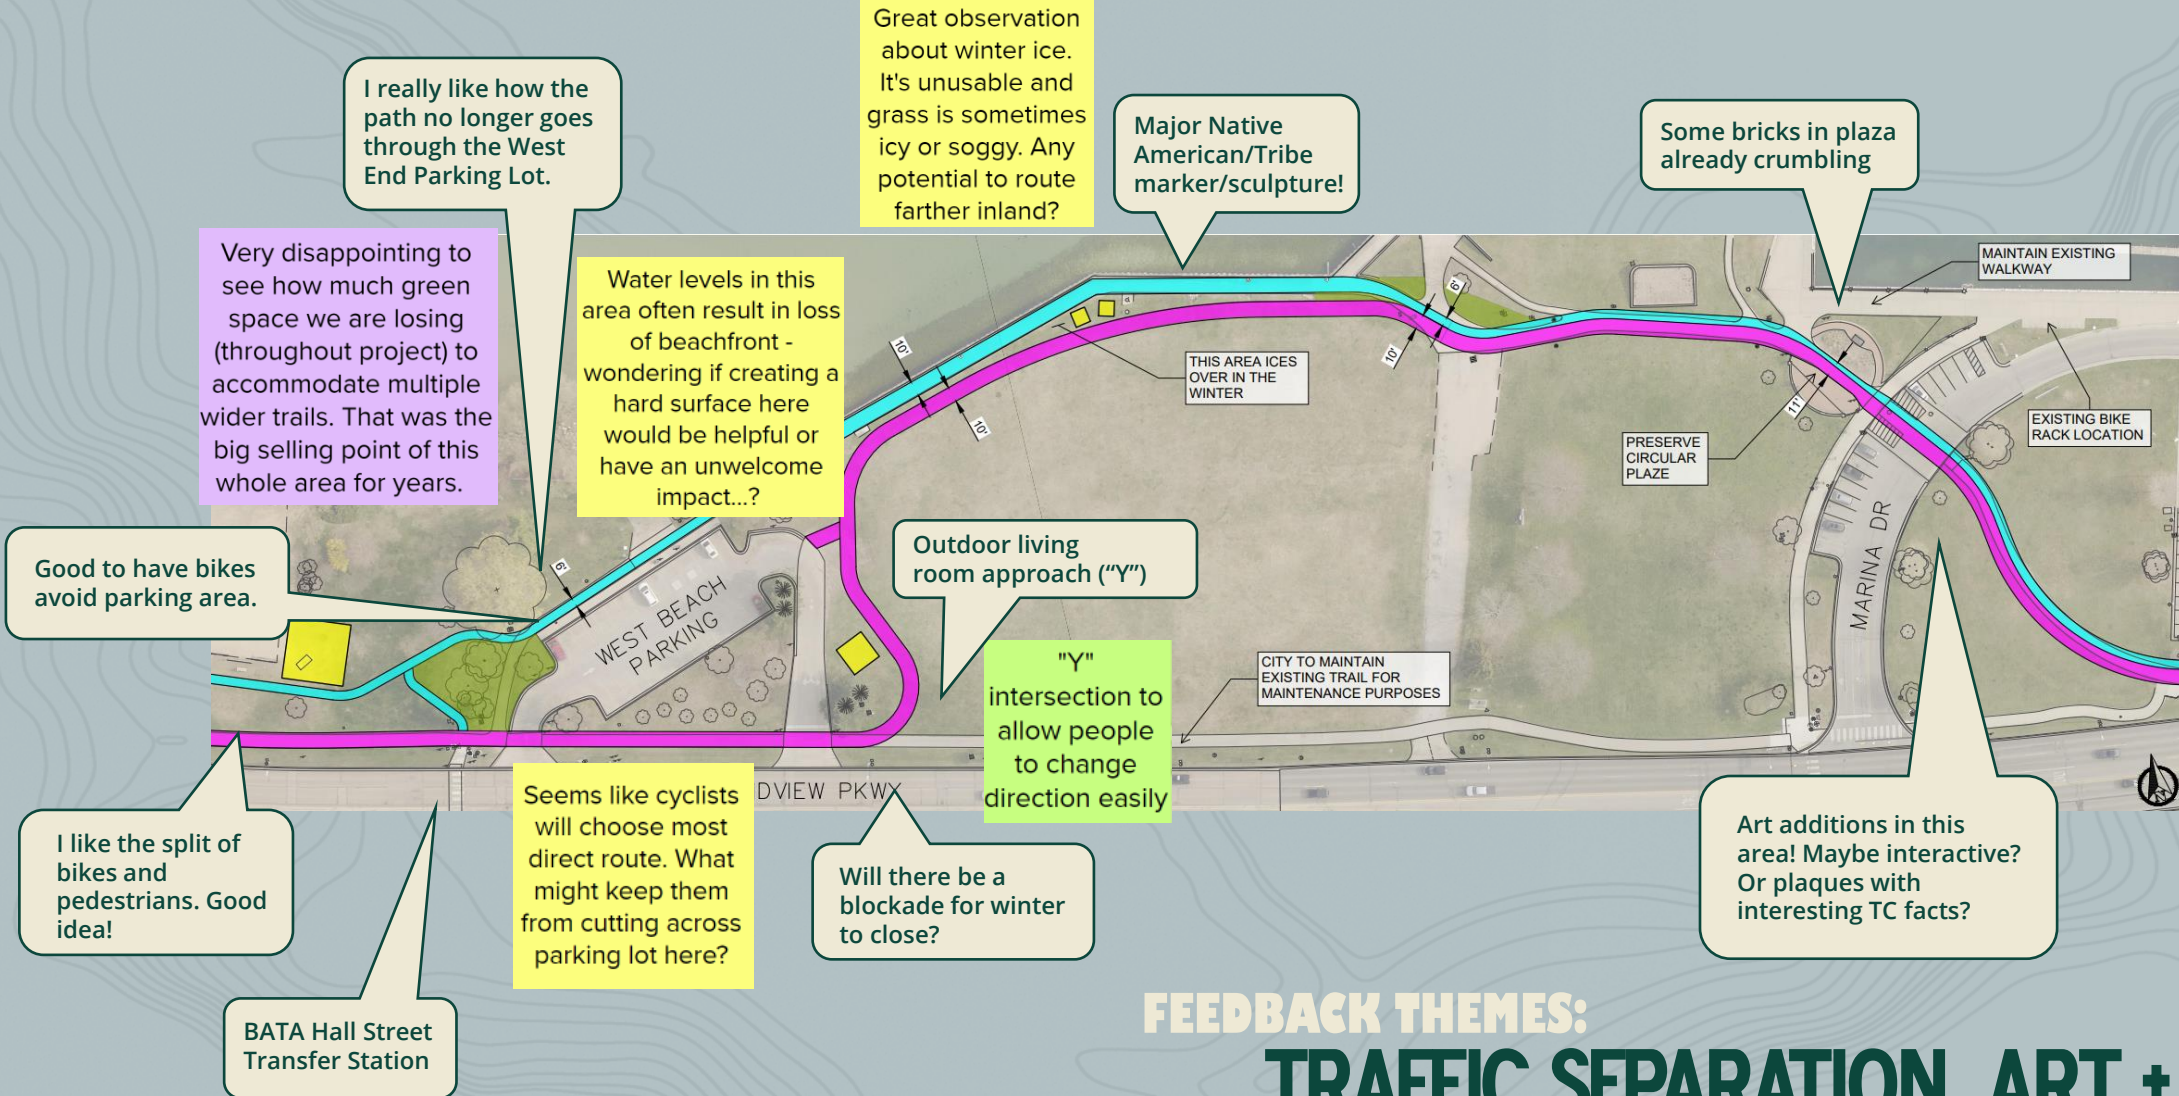 Great observation
about winter ice.
It's unusable and
grass is sometimes
icy or soggy. Any
potential to route
farther inland?
I really like how the
path no longer goes
through the West
End Parking Lot.
Major Native
American/Tribe
marker/sculpture!
Some bricks in plaza
already crumbling
Very disappointing to
see how much green
space we are losing
(throughout project) to
accommodate multiple
wider trails. That was the
big selling point of this
whole area for years.
Water levels in this
area often result in loss
of beachfront -
wondering if creating a
hard surface here
would be helpful or
have an unwelcome
impact...?
MAINTAIN EXISTING
WALKWAY
10'
10'
6'
10'
THIS AREA ICES
OVER IN THE
WINTER
11'
PRESERVE
CIRCULAR
PLAZE
EXISTING BIKE
RACK LOCATION
Good to have bikes
avoid parking area.
6'
WEST BEACH
PARKING
Outdoor living
room approach ("Y")
MARINA DR
"Y"
intersection to
allow people
to change
direction easily
CITY TO MAINTAIN
EXISTING TRAIL FOR
MAINTENANCE PURPOSES
DVIEW PKWY
I like the split of
bikes and
pedestrians. Good
idea!
Seems like cyclists
will choose most
direct route. What
might keep them
from cutting across
parking lot here?
Will there be a
blockade for winter
to close?
Art additions in this
area! Maybe interactive?
Or plaques with
interesting TC facts?
BATA Hall Street
Transfer Station
FEEDBACK THEMES:
TRAFFIC SEPARATION, ART +